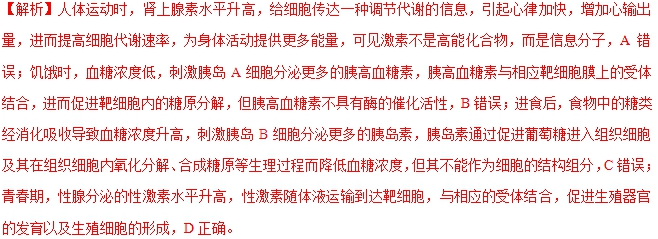 【解析】人体运动时，肾上腺素水平升高，给细胞传达一种调节代谢的信息，引起心律加快，增加心输出
量，进而提高细胞代谢速率，为身体活动提供更多能量，可见激素不是高能化合物，而是信息分子，A 错
误；饥饿时，血糖浓度低，刺激胰岛 A 细胞分泌更多的胰高血糖素，胰高血糖素与相应靶细胞膜上的受体
结合，进而促进靶细胞内的糖原分解，但胰高血糖素不具有酶的催化活性，B错误；进食后，食物中的糖类
经消化吸收导致血糖浓度升高，刺激胰岛 B 细胞分泌更多的胰岛素，胰岛素通过促进葡萄糖进入组织细胞
及其在组织细胞内氧化分解、合成糖原等生理过程而降低血糖浓度，但其不能作为细胞的结构组分，C错误；
青春期，性腺分泌的性激素水平升高，性激素随体液运输到达靶细胞，与相应的受体结合，促进生殖器官
的发育以及生殖细胞的形成，D 正确。